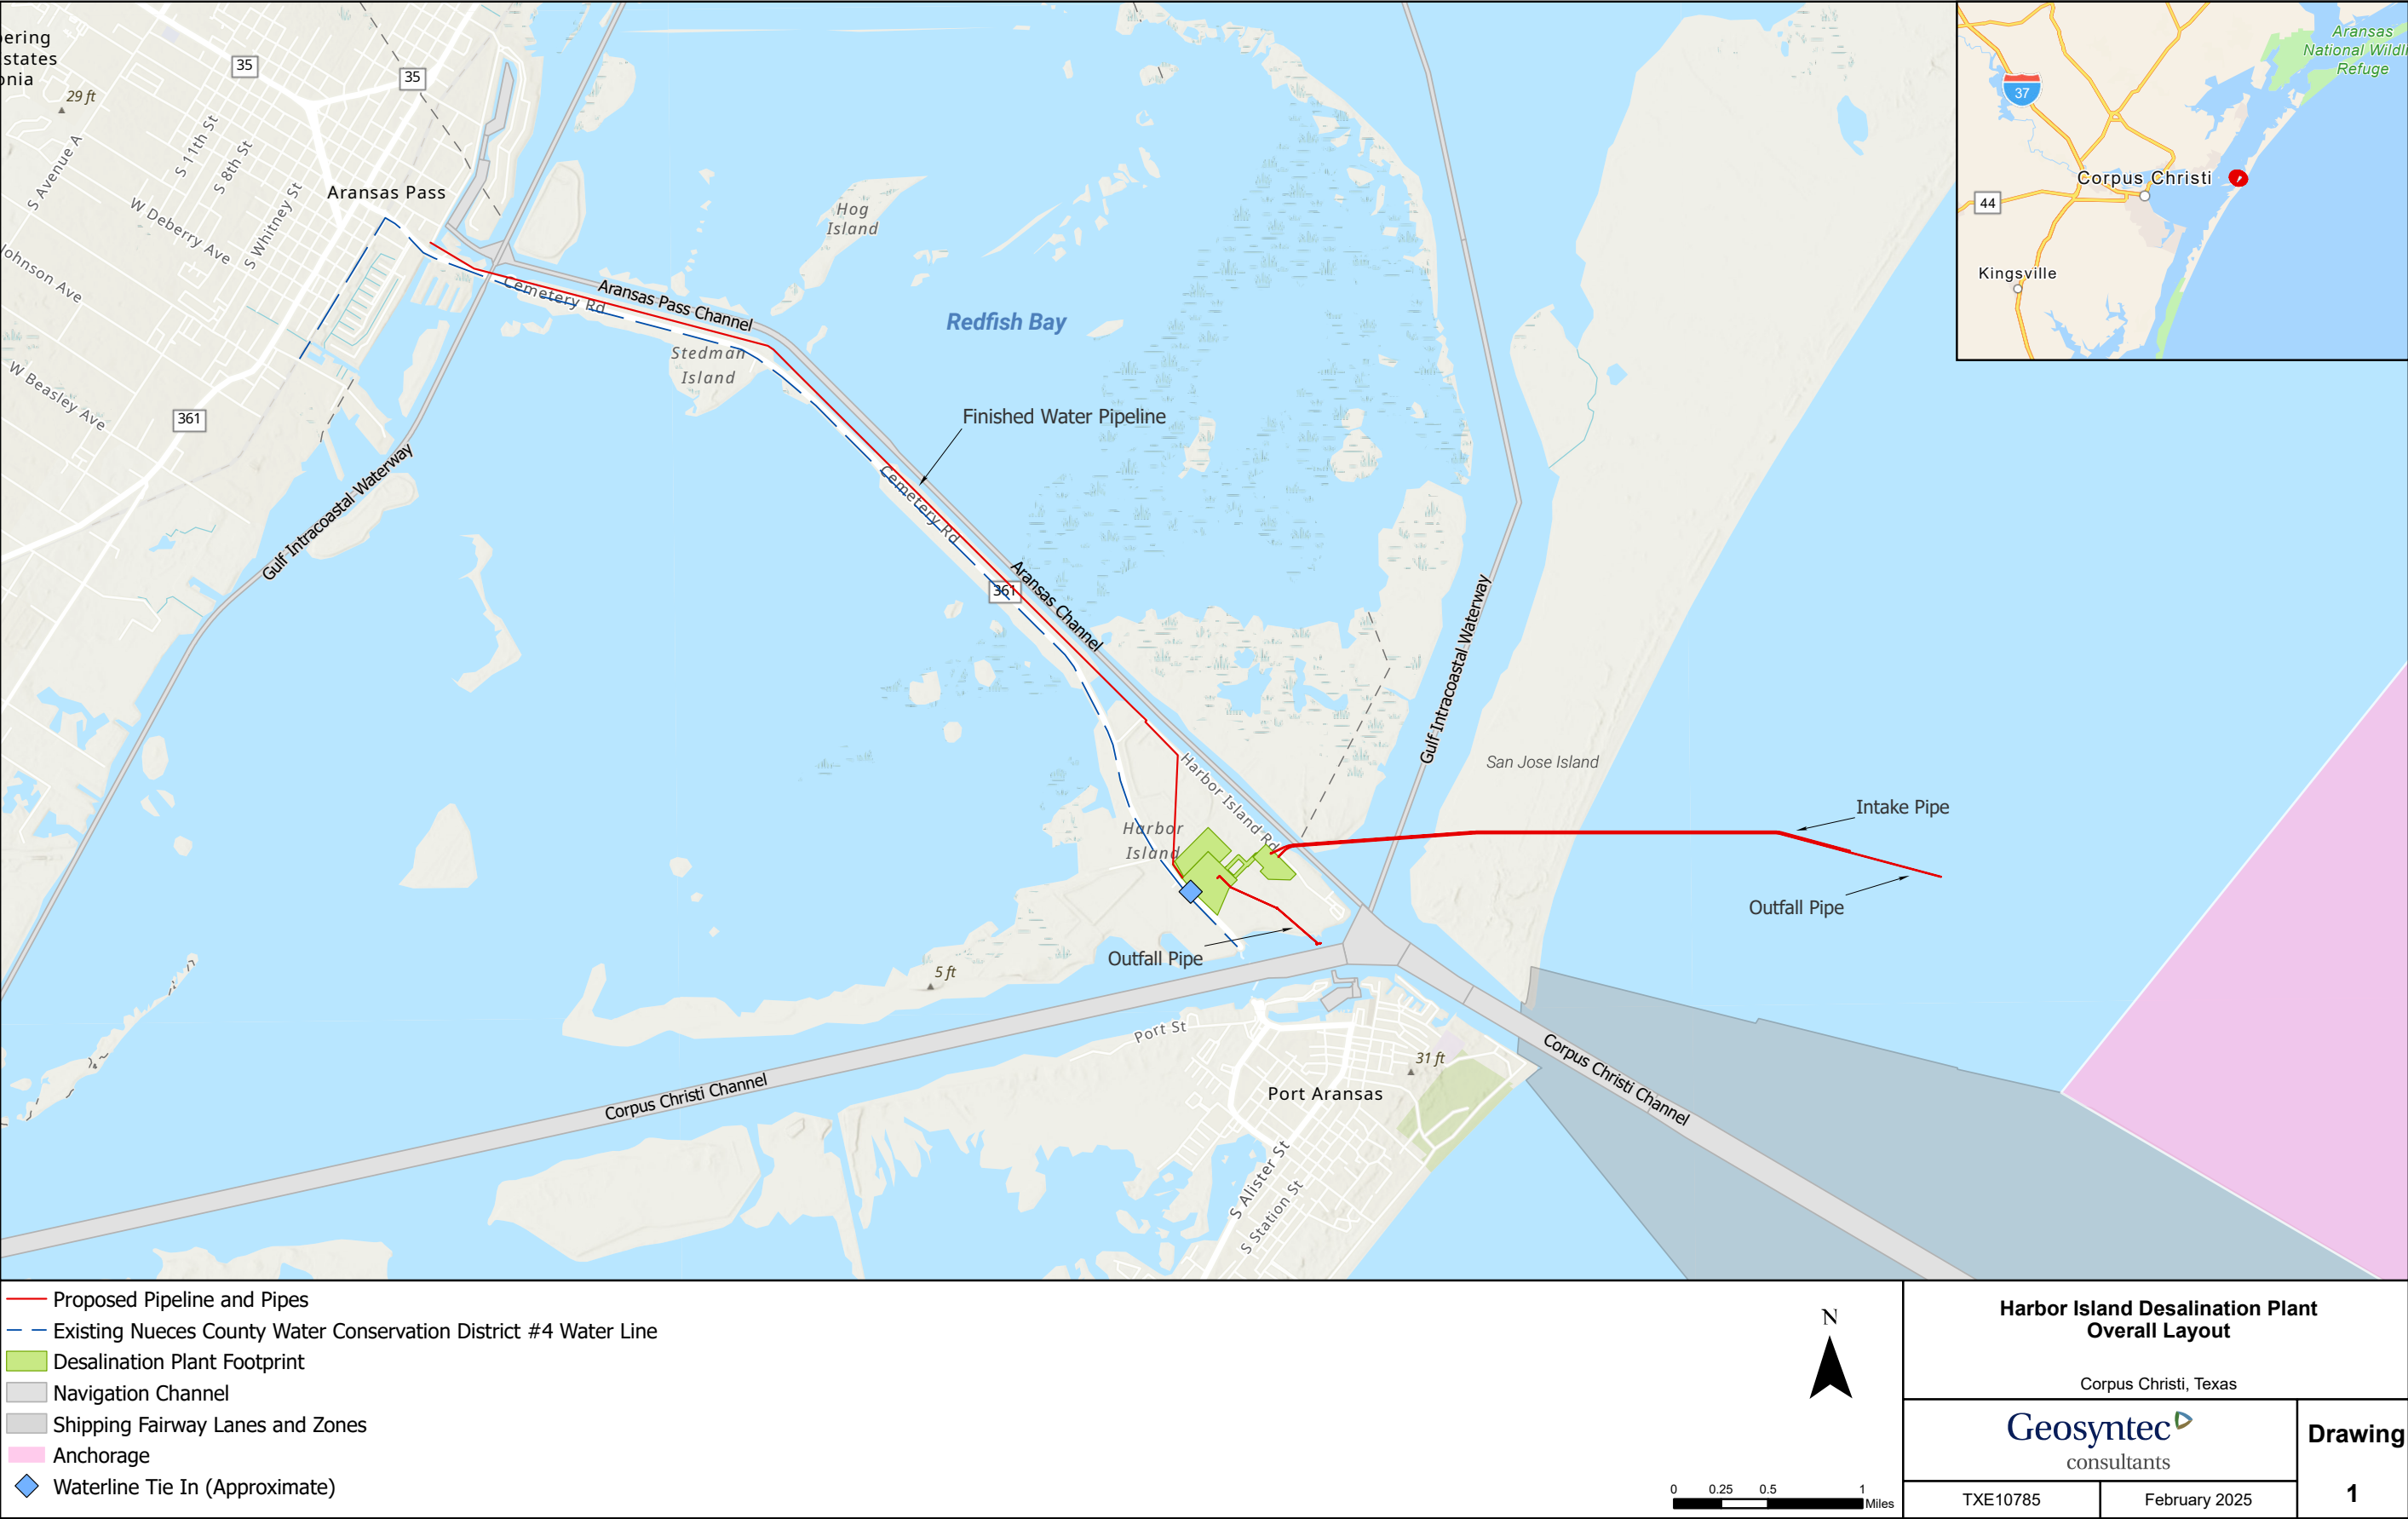 ering
states
onia
35
35
29 ft
S 11th St
S 8th St
S Avenue A
S Whitney St
W Deberry Ave
Aransas Pass
Johnson Ave
W Beasley Ave
361
Gulf Intracoastal Waterway
Cemetery Rd
Aransas Pass Channel
Hog
Island
Stedman
Island
Redfish Bay
Finished Water Pipeline
Cemetery Rd
361
Aransas Channel
Gulf Intracoastal Waterway
San Jose Island
Harbor Island Rd
Harbor
Island
Intake Pipe
Outfall Pipe
Outfall Pipe
5 ft
Port St
31 ft
Port Aransas
Corpus Christi Channel
Corpus Christi Channel
S Alister St
S Station St
Aransas
National Wildl
Refuge
37
Corpus Christi
44
Kingsville
Proposed Pipeline and Pipes
Existing Nueces County Water Conservation District #4 Water Line
Desalination Plant Footprint
Navigation Channel
Shipping Fairway Lanes and Zones
Anchorage
Waterline Tie In (Approximate)
N
0 0.25 0.5 1
Miles
Harbor Island Desalination Plant
Overall Layout
Corpus Christi, Texas
Geosyntec
consultants
Drawing
1
TXE10785
February 2025